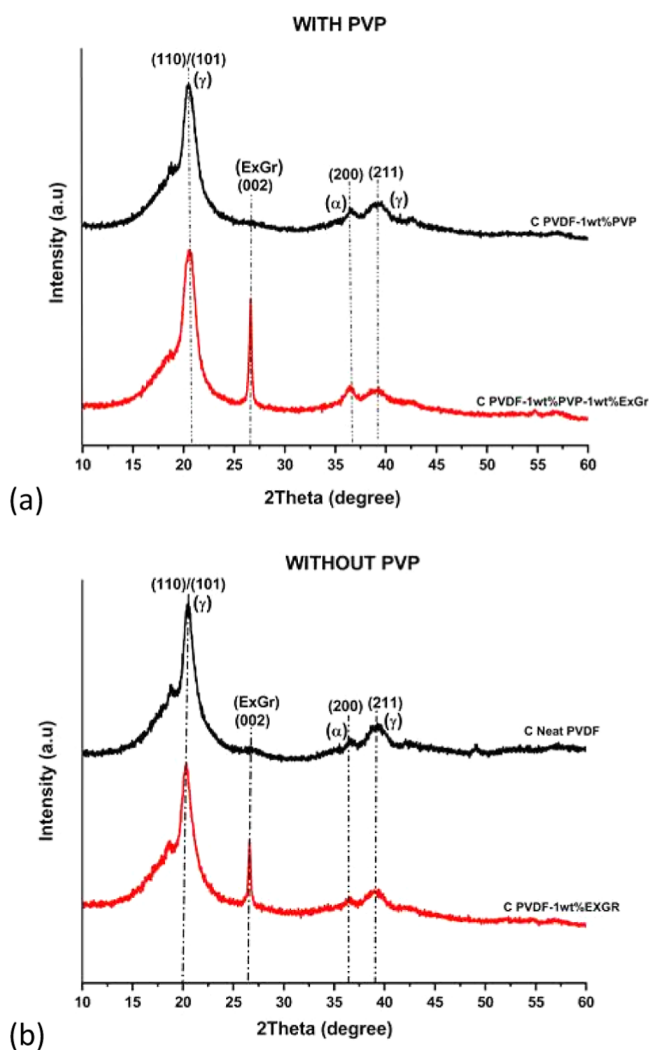 WITH PVP
(110)/(101)
(γ)
(ExGr)
(002)
(200)
(211)
(α)
(γ)
C PVDF-1wt%PVP
C PVDF-1wt%PVP-1wt%ExGr
Intensity (a.u)
10 15 20 25 30 35 40 45 50 55 60
2Theta (degree)
(a)
WITHOUT PVP
(110)/(101)
(γ)
(ExGr)
(002)
(200)
(211)
(α)
(γ)
C Neat PVDF
C PVDF-1wt%EXGR
Intensity (a.u)
10 15 20 25 30 35 40 45 50 55 60
2Theta (degree)
(b)